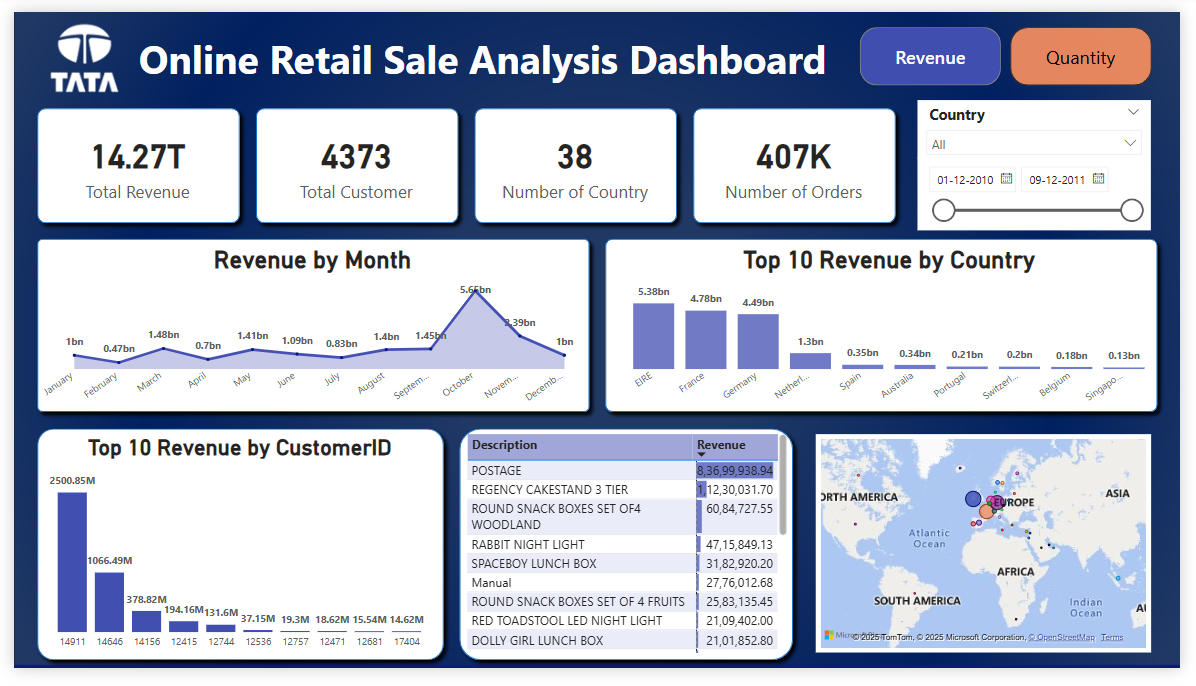 TATA
Online Retail Sale Analysis Dashboard
Revenue
Quantity
14.27T
Total Revenue
4373
Total Customer
38
Number of Country
407K
Number of Orders
Country
All
01-12-2010
09-12-2011
Revenue by Month
1bn
0.47bn
1.48bn
0.7bn
1.41bn
1.09bn
0.83bn
1.4bn
1.45bn
5.65bn
3.39bn
1bn
January
February
March
April
May
June
July
August
Septem...
October
Novem...
Decemb...
Top 10 Revenue by Country
5.38bn
4.78bn
4.49bn
1.3bn
0.35bn
0.34bn
0.21bn
0.2bn
0.18bn
0.13bn
EIRE
France
Germany
Netherl...
Spain
Australia
Portugal
Switzerl...
Belgium
Singapo...
Top 10 Revenue by CustomerID
2500.85M
1066.49M
378.82M
194.16M
131.6M
37.15M
19.3M
18.62M
15.54M
14.62M
14911
14646
14156
12415
12744
12536
12757
12471
12681
17404
Description Revenue
POSTAGE 8,36,99,938.94
REGENCY CAKESTAND 3 TIER 1,12,30,031.70
ROUND SNACK BOXES SET OF4 60,84,727.55
WOODLAND
RABBIT NIGHT LIGHT 47,15,849.13
SPACEBOY LUNCH BOX 31,82,920.20
Manual 27,76,012.68
ROUND SNACK BOXES SET OF 4 FRUITS 25,83,135.45
RED TOADSTOOL LED NIGHT LIGHT 21,09,402.00
DOLLY GIRL LUNCH BOX 21,01,852.80
ORTH AMERICA
EUROPE
ASIA
Atlantic
Ocean
AFRICA
SOUTH AMERICA
Indian
Ocean
AU
© 2025 TomTom, © 2025 Microsoft Corporation, © OpenStreetMap Terms